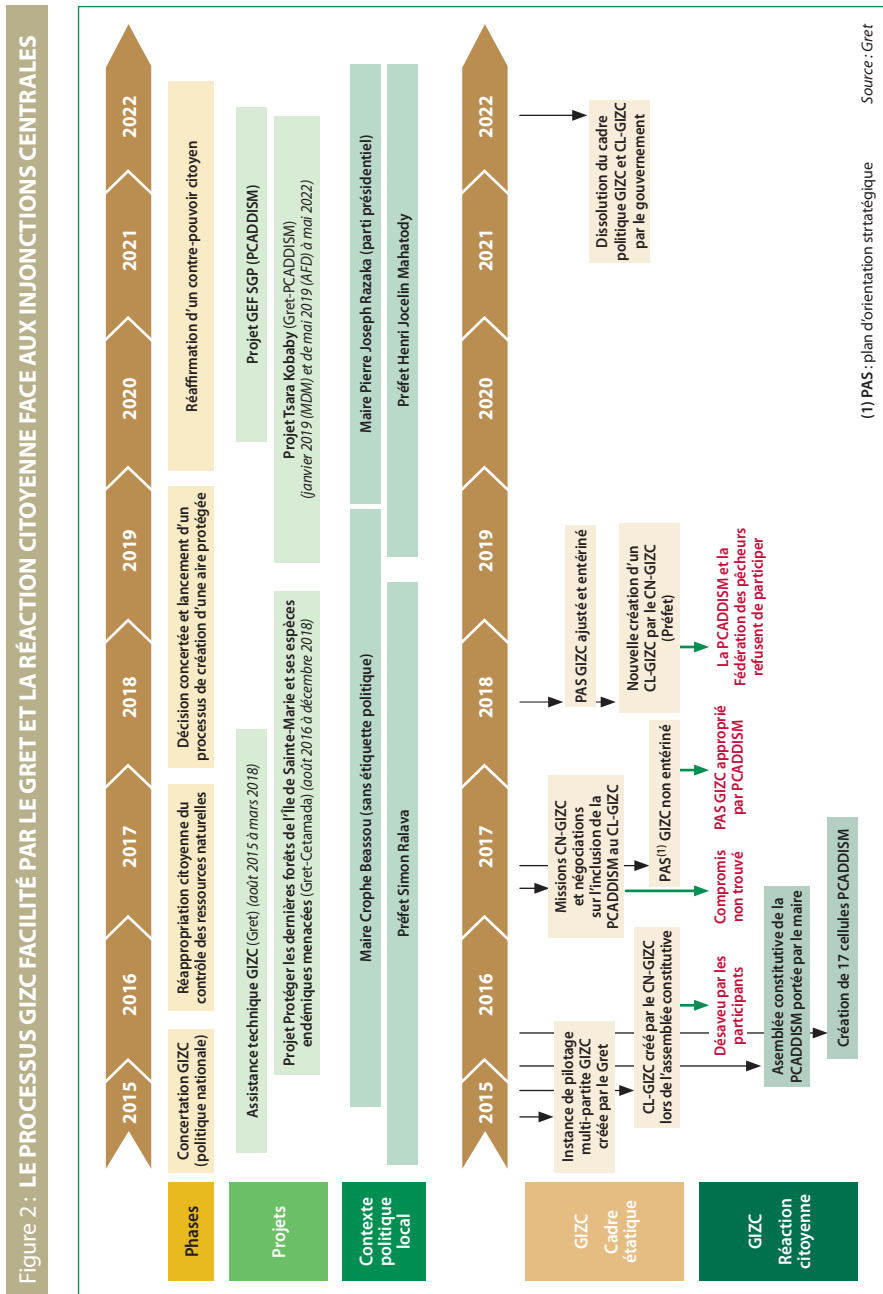 Figure 2 : LE PROCESSUS GIZC FACILITÉ PAR LE GRET ET LA RÉACTION CITOYENNE FACE AUX INJONCTIONS CENTRALES
2015
2016
2017
2018
2019
2020
2021
2022
Phases
Concertation GIZC
(politique nationale)
Réappropriation citoyenne du
contrôle des ressources naturelles
Décision concertée et lancement d'un
processus de création d'une aire protégée
Réaffirmation d'un contre-pouvoir citoyen
Projets
Assistance technique GIZC (Gret) (août 2015 à mars 2018)
Projet GEF SGP (PCADDISM)
Projet Protéger les dernières forêts de l'Île de Sainte-Marie et ses espèces
endémiques menacées (Gret-Cetamada) (août 2016 à décembre 2018)
Projet Tsara Kobaby (Gret-PCADDISM)
(janvier 2019 (MDM) et de mai 2019 (AFD) à mai 2022)
Contexte
politique
local
Maire Crophe Beassou (sans étiquette politique)
Maire Pierre Joseph Razaka (parti présidentiel)
Préfet Simon Ralava
Préfet Henri Jocelin Mahatody
2015
2016
2017
2018
2019
2020
2021
2022
GIZC
Cadre
étatique
Instance de pilotage
multi-partite GIZC
créée par le Gret
CL-GIZC créé par le CN-GIZC
lors de l'assemblée constitutive
Missions CN-GIZC
et négociations
sur l'inclusion de la
PCADDISM au CL-GIZC
PAS(1) GIZC non entériné
PAS GIZC ajusté et entériné
Nouvelle création d'un
CL-GIZC par le CN-GIZC
(Préfet)
Dissolution du cadre
politique GIZC et CL-GIZC
par le gouvernement
GIZC
Réaction
citoyenne
Désaveu par les
participants
Compromis
non trouvé
PAS GIZC approprié
par PCADDISM
La PCADDISM et la
Fédération des pêcheurs
refusent de participer
Asemblée constitutive de la
PCADDISM portée par le maire
Création de 17 cellules PCADDISM
(1) PAS : plan d'orientation strtatégique
Source : Gret